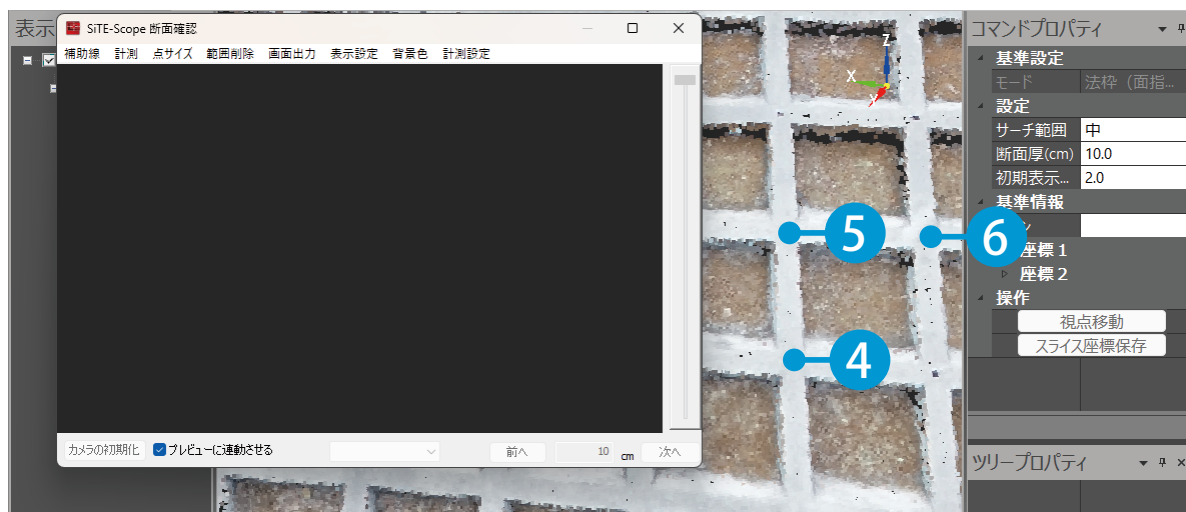 表示
SiTE-Scope 断面確認
補助線 計測 点サイズ 範囲削除 画面出力 表示設定 背景色 計測設定
カメラの初期化 プレビューに連動させる 前へ 10 cm 次へ
Z
X
Y
5
6
4
コマンドプロパティ
基準設定
モード 法枠（面指...
設定
サーチ範囲 中
断面厚(cm) 10.0
初期表示... 2.0
基準情報
座標 1
座標 2
操作
視点移動
スライス座標保存
ツリープロパティ